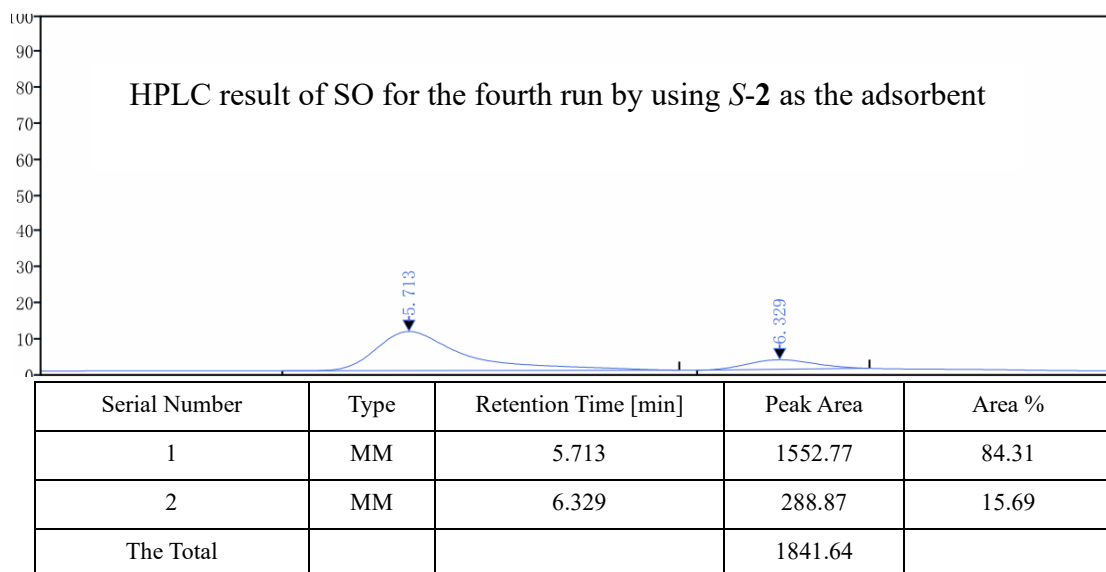 100
90
80
70
60
50
40
30
20
10
0
HPLC result of SO for the fourth run by using S-2 as the adsorbent
5.713
6.329
Serial Number Type Retention Time [min] Peak Area Area %
1 MM 5.713 1552.77 84.31
2 MM 6.329 288.87 15.69
The Total 1841.64